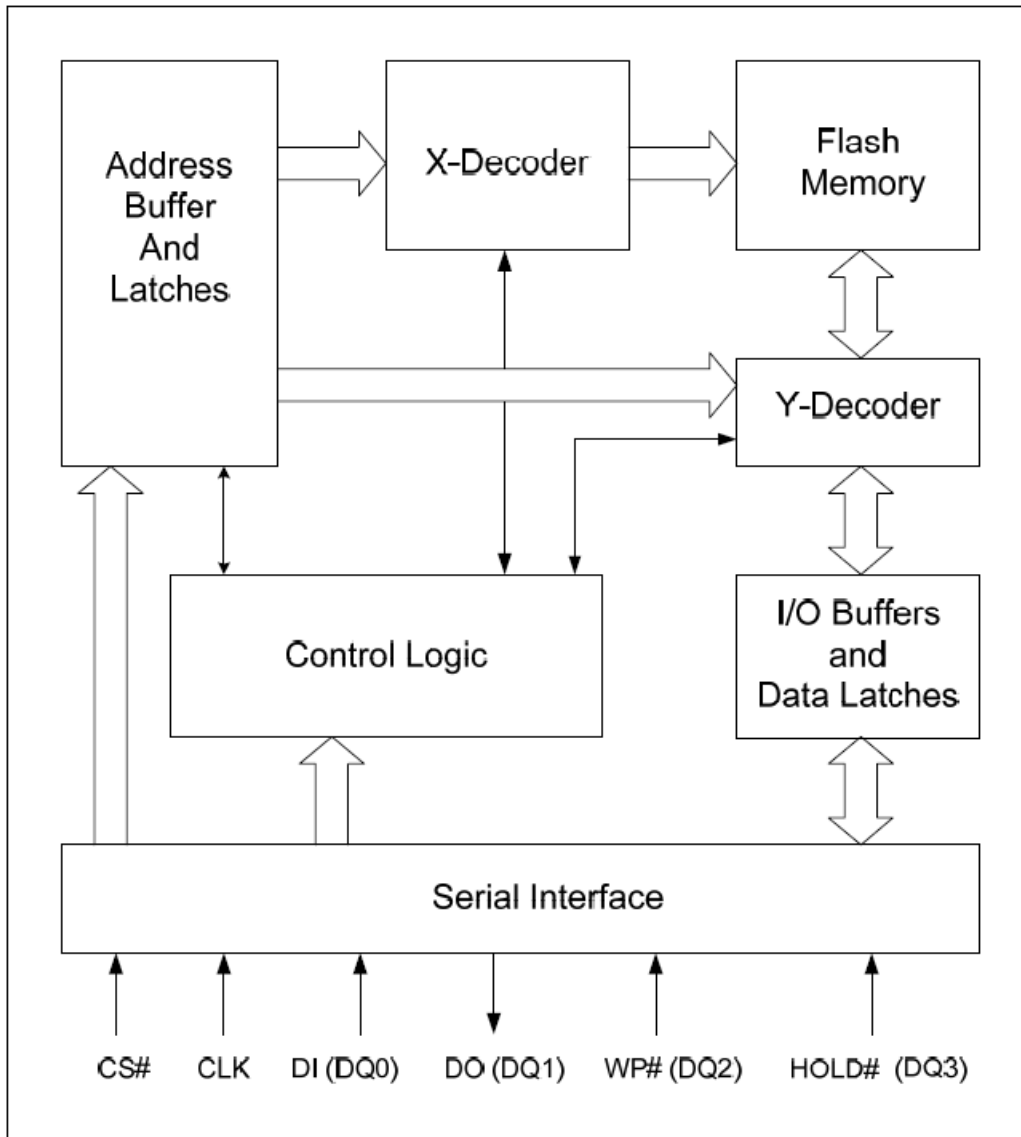 Address
Buffer
And
Latches
X-Decoder
Flash
Memory
Y-Decoder
Control Logic
I/O Buffers
and
Data Latches
Serial Interface
CS#
CLK
DI (DQ0)
DO (DQ1)
WP# (DQ2)
HOLD# (DQ3)